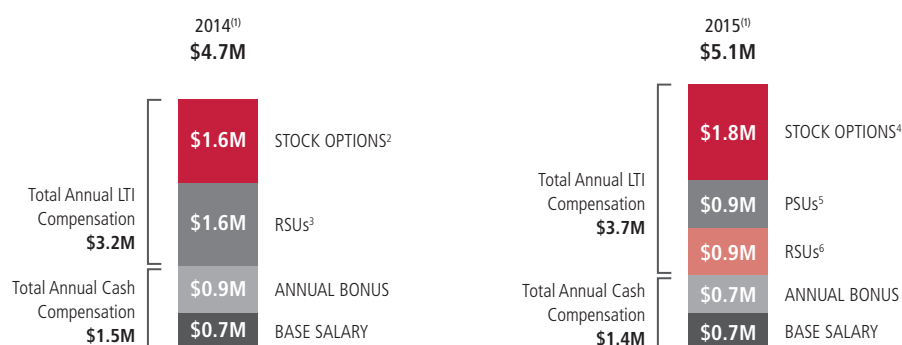 2014(1)
$4.7M
$1.6M STOCK OPTIONS2
Total Annual LTI
Compensation
$3.2M
$1.6M RSUs3
Total Annual Cash
Compensation
$1.5M
$0.9M ANNUAL BONUS
$0.7M BASE SALARY
2015(1)
$5.1M
$1.8M STOCK OPTIONS4
Total Annual LTI
Compensation
$3.7M
$0.9M PSUs5
$0.9M RSUs6
Total Annual Cash
Compensation
$1.4M
$0.7M ANNUAL BONUS
$0.7M BASE SALARY